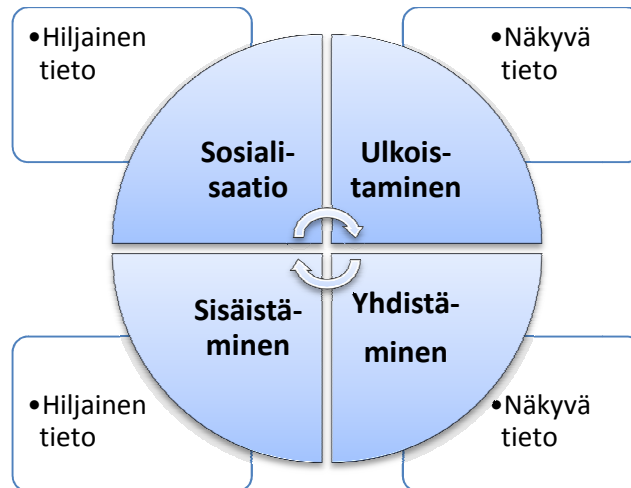 •Hiljainen
tieto
•Näkyvä
tieto
Sosiali-
saatio
Ulkois-
taminen
Sisäistä-
minen
Yhdistä-
minen
•Hiljainen
tieto
•Näkyvä
tieto